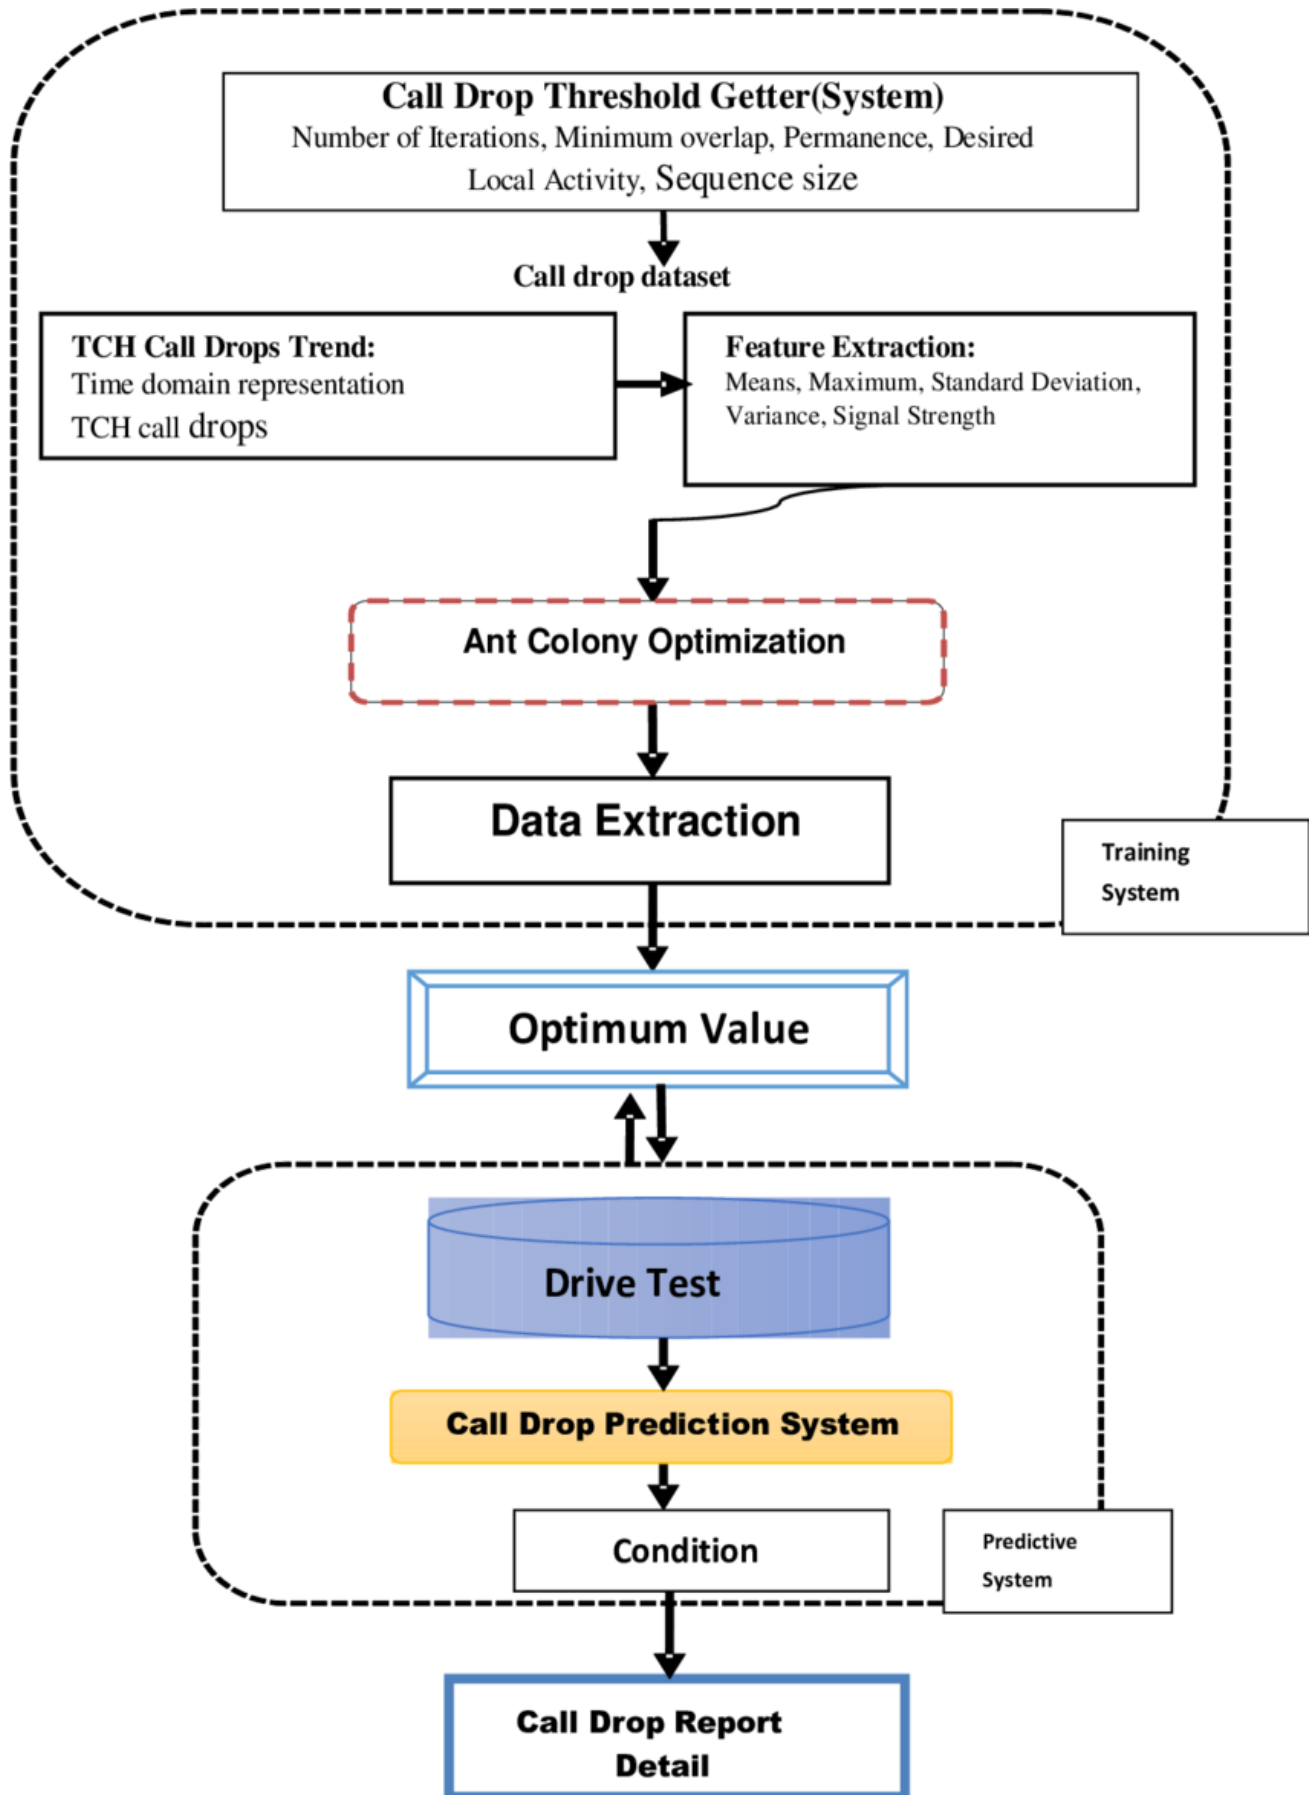 Call Drop Threshold Getter(System)
Number of Iterations, Minimum overlap, Permanence, Desired
Local Activity, Sequence size
Call drop dataset
TCH Call Drops Trend:
Time domain representation
TCH call drops
Feature Extraction:
Means, Maximum, Standard Deviation,
Variance, Signal Strength
Ant Colony Optimization
Data Extraction
Training
System
Optimum Value
Drive Test
Call Drop Prediction System
Condition
Predictive
System
Call Drop Report
Detail